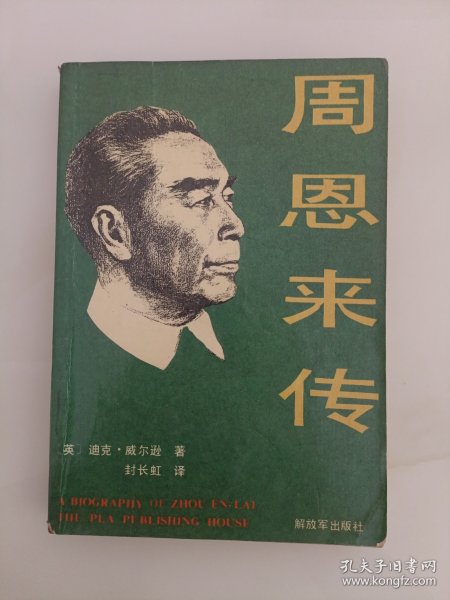 周恩来传
〔英〕迪克·威尔逊 著
封长虹 译
A BIOGRAPHY OF ZHOU EN-LAI
THE PLA PUBLISHING HOUSE
解放军出版社
孔夫子旧书网
www.kongfz.com